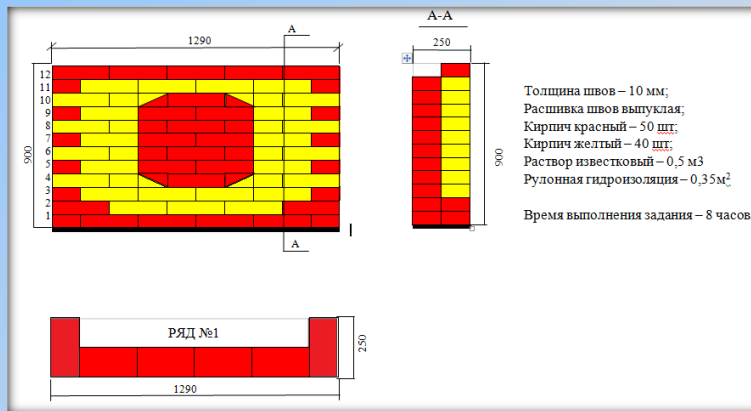 А-А
А
1290
250
12
11
10
9
8
7
6
5
4
3
2
1
900
900
А
Толщина швов – 10 мм;
Расшивка швов выпуклая;
Кирпич красный – 50 шт;
Кирпич желтый – 40 шт;
Раствор известковый – 0,5 м3
Рулонная гидроизоляция – 0,35м²
Время выполнения задания – 8 часов
РЯД №1
250
1290